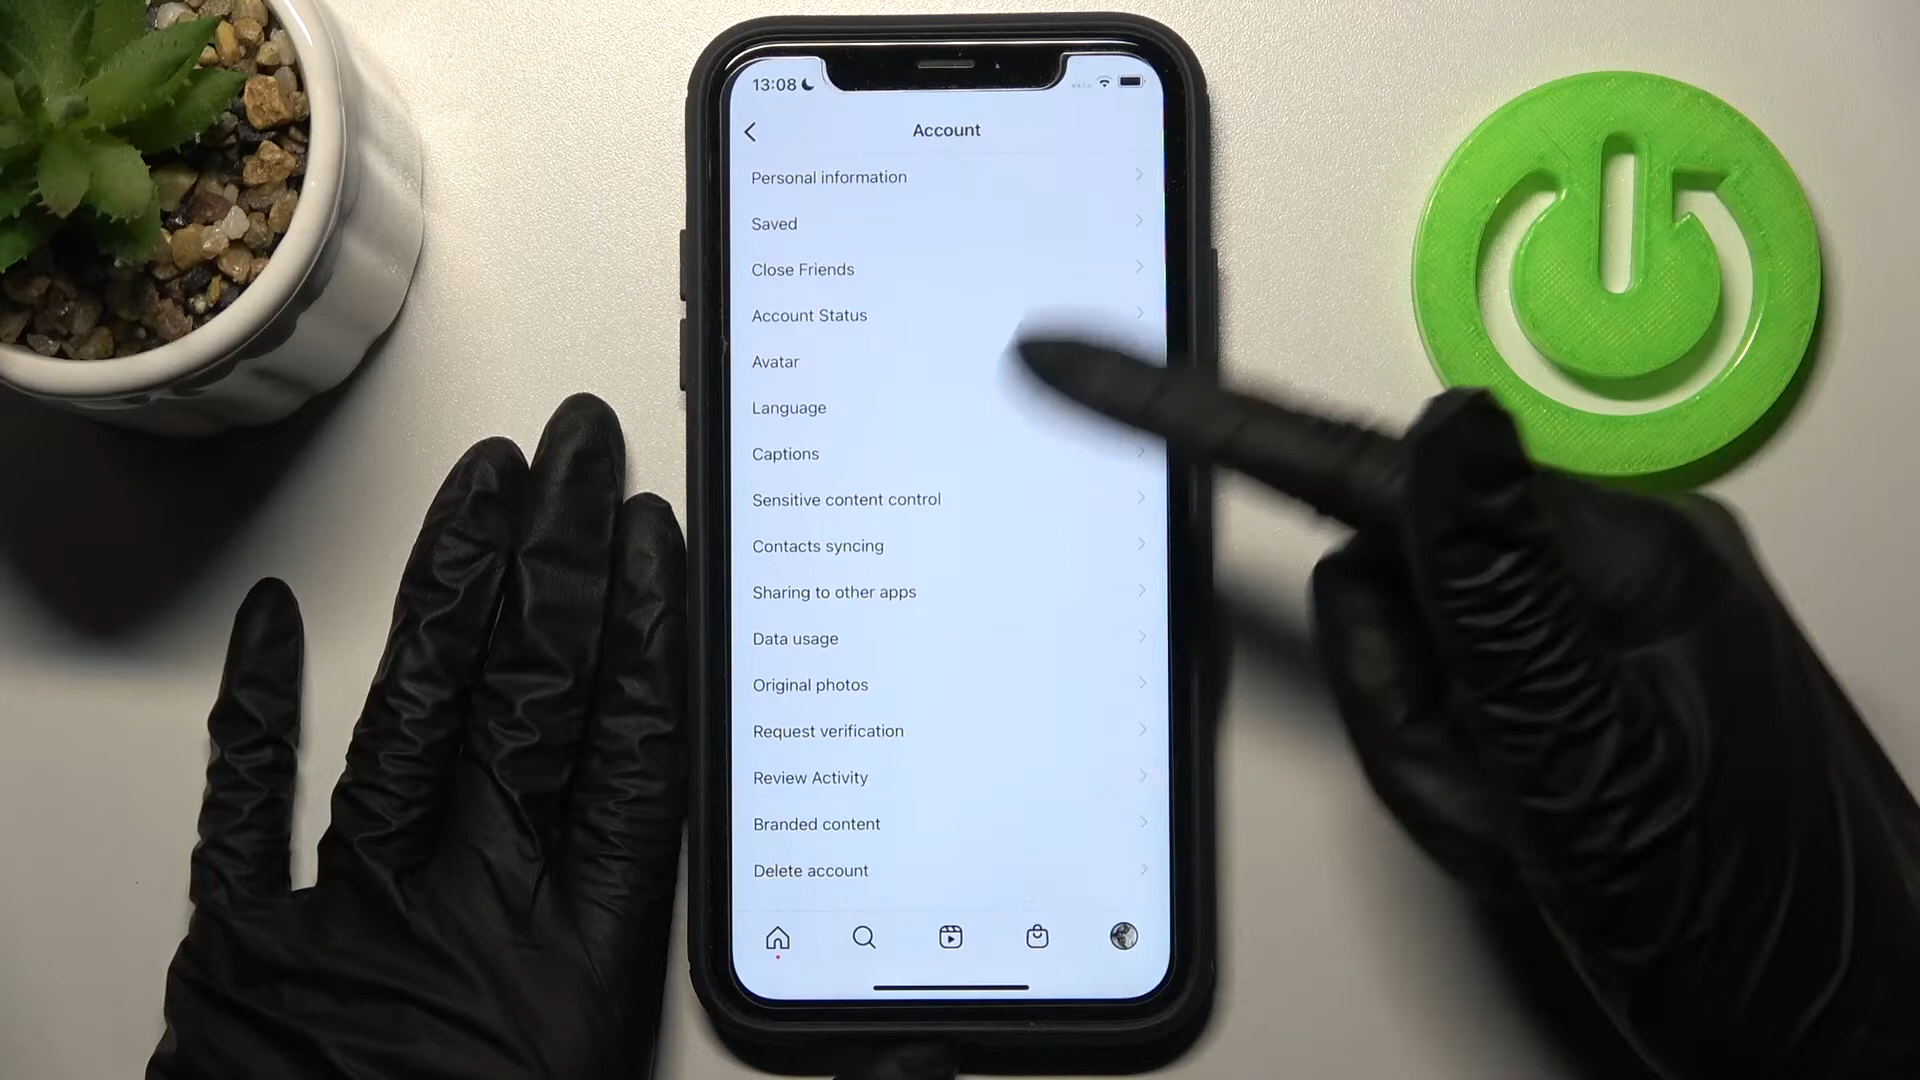 13:08
Account
Personal information
Saved
Close Friends
Account Status
Avatar
Language
Captions
Sensitive content control
Contacts syncing
Sharing to other apps
Data usage
Original photos
Request verification
Review Activity
Branded content
Delete account